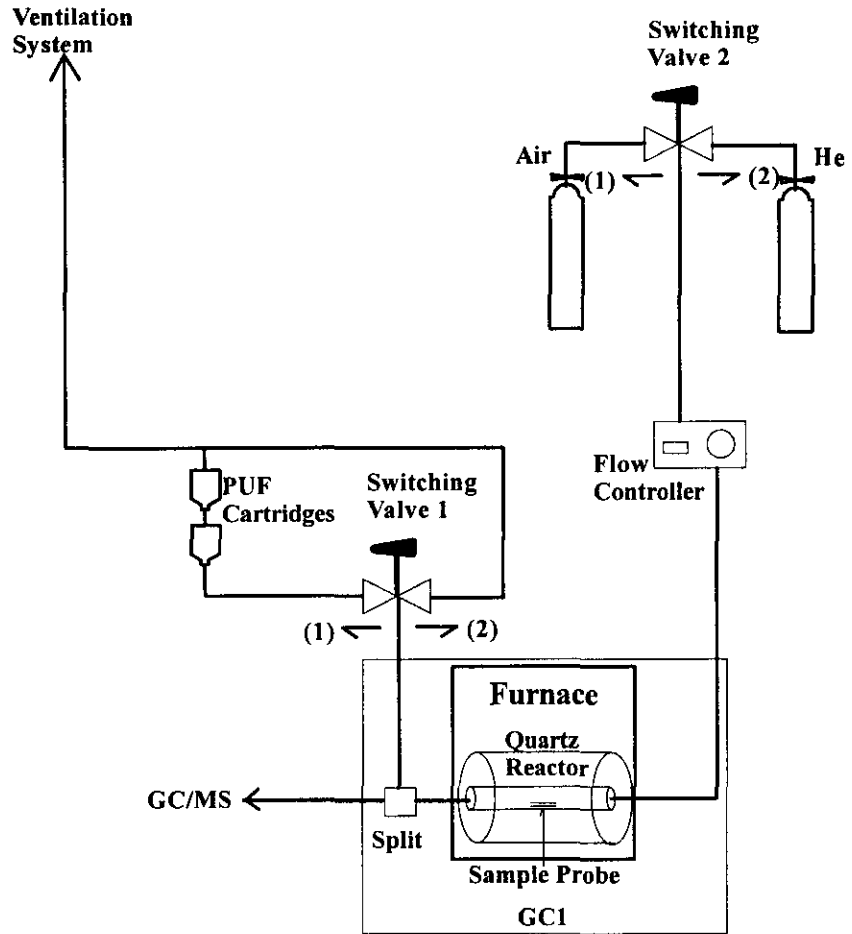 Ventilation
System
Switching
Valve 2
Air
He
(1)
(2)
Flow
Controller
PUF
Cartridges
Switching
Valve 1
(1)
(2)
Furnace
Quartz
Reactor
GC/MS
Split
Sample Probe
GC1